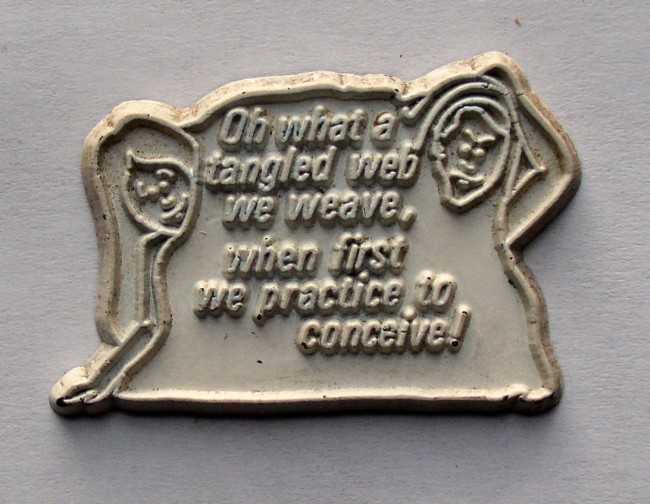 Oh what a
tangled web
we weave,
when first
we practice to
conceive!